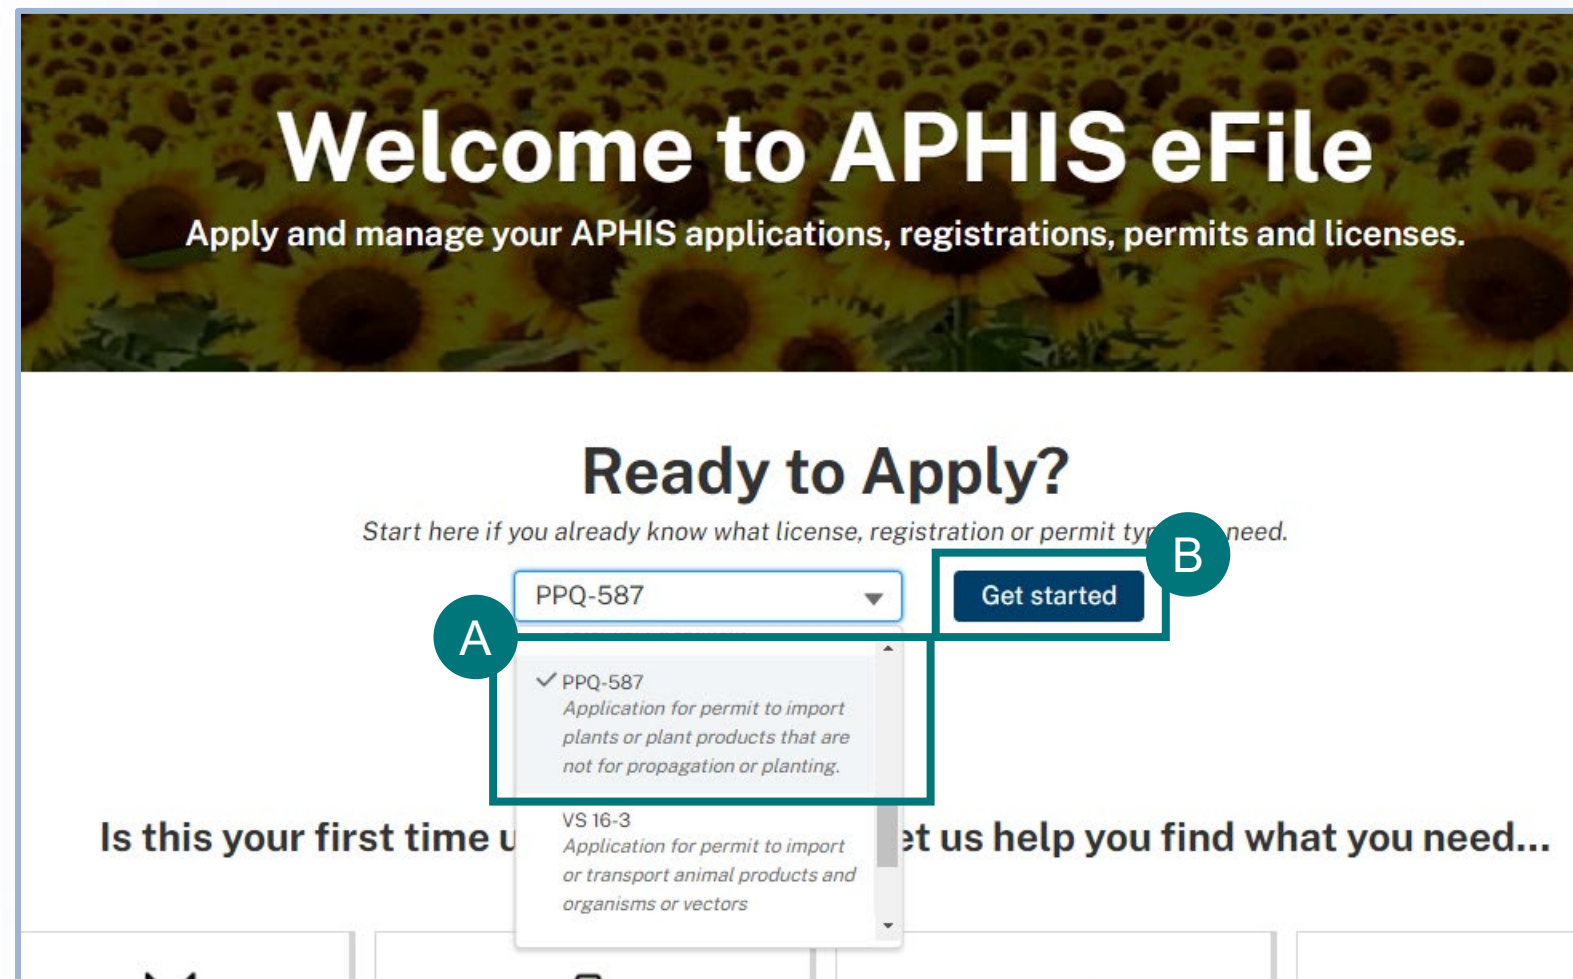 Welcome to APHIS eFile
Apply and manage your APHIS applications, registrations, permits and licenses.
Ready to Apply?
Start here if you already know what license, registration or permit need.
B
PPQ-587
Get started
A
PPQ-587
Application for permit to import
plants or plant products that are
not for propagation or planting.
VS 16-3
Application for permit to import
or transport animal products and
organisms or vectors
Is this your first time us help you find what you need...